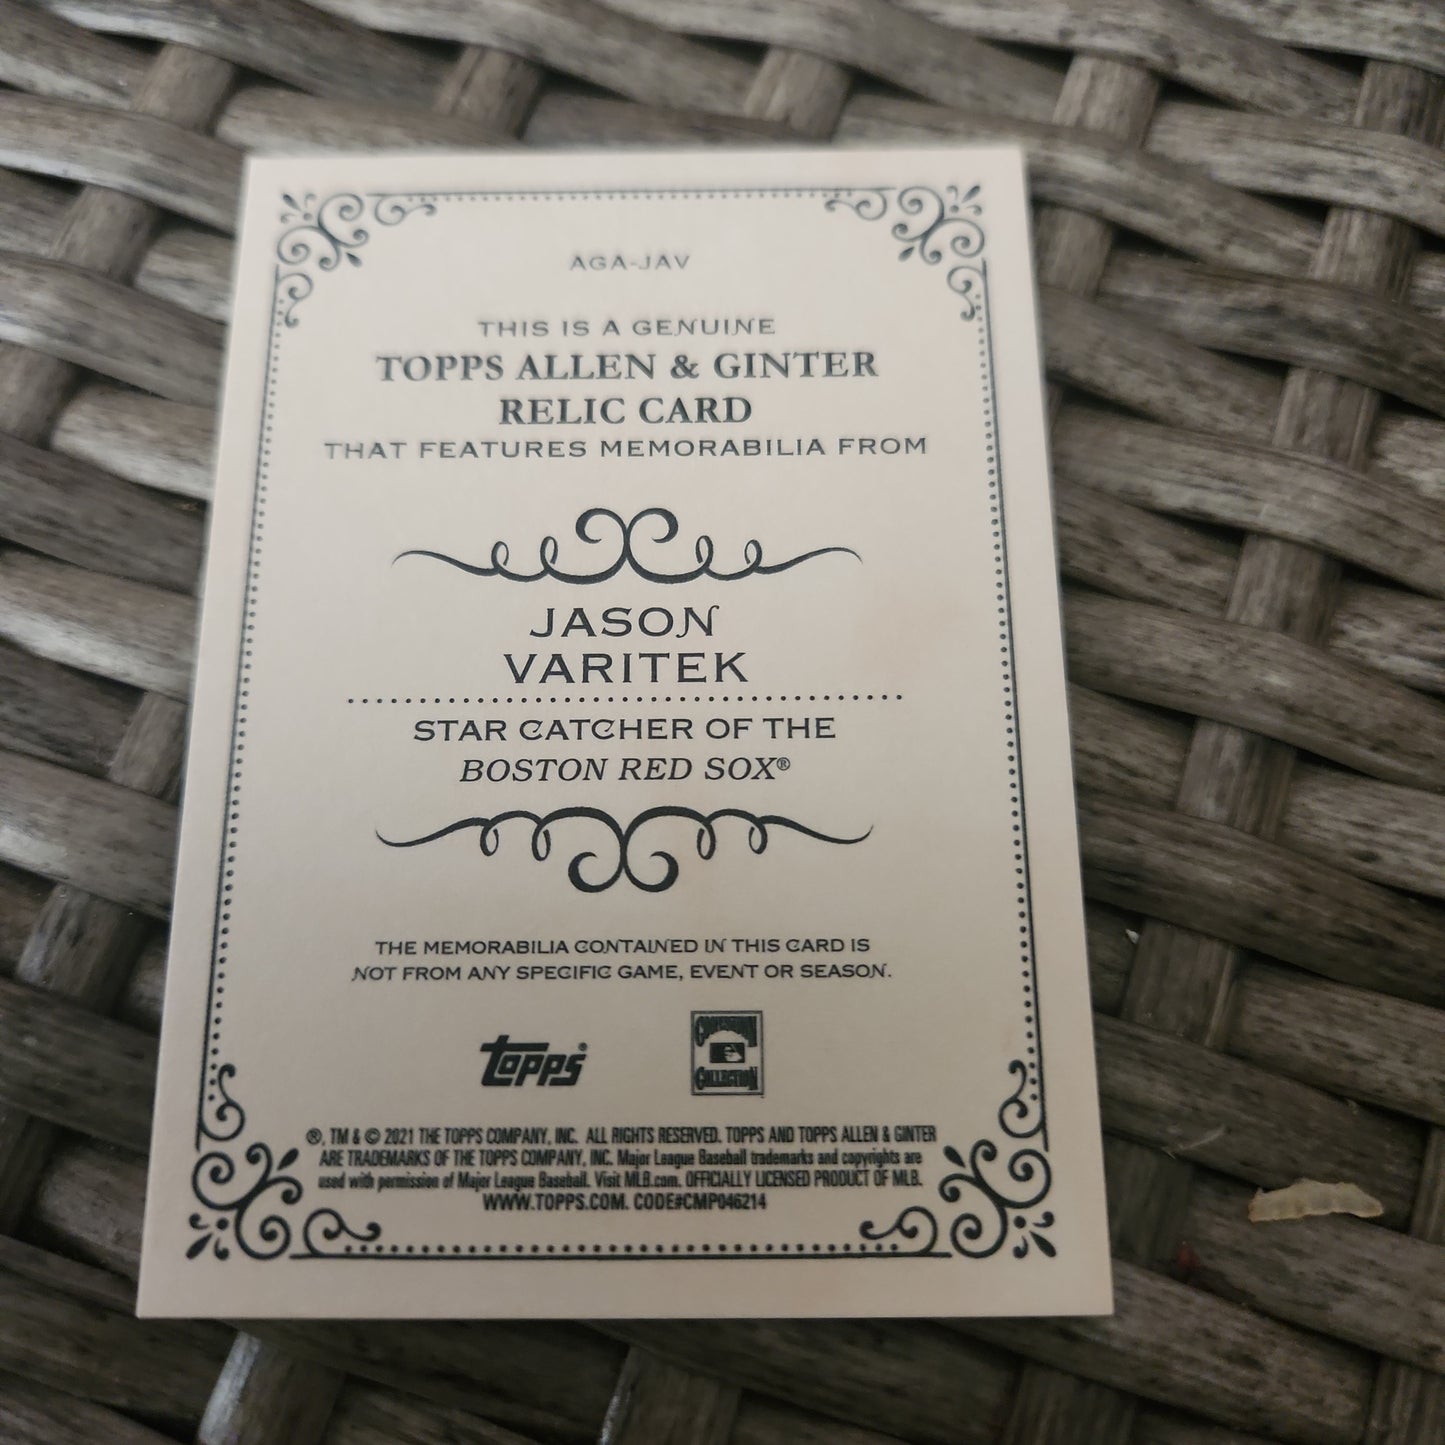 AGA-JAV
THIS IS A GENUINE
TOPPS ALLEN & GINTER
RELIC CARD
THAT FEATURES MEMORABILIA FROM
JASON
VARITEK
STAR CATCHER OF THE
BOSTON RED SOX®
THE MEMORABILIA CONTAINED IN THIS CARD IS
NOT FROM ANY SPECIFIC GAME, EVENT OR SEASON.
topps®
COOPERSTOWN
COLLECTION
®, TM & © 2021 THE TOPPS COMPANY, INC. ALL RIGHTS RESERVED. TOPPS AND TOPPS ALLEN & GINTER
ARE TRADEMARKS OF THE TOPPS COMPANY, INC. Major League Baseball trademarks and copyrights are
used with permission of Major League Baseball. Visit MLB.com. OFFICIALLY LICENSED PRODUCT OF MLB.
WWW.TOPPS.COM. CODE#CMP046214